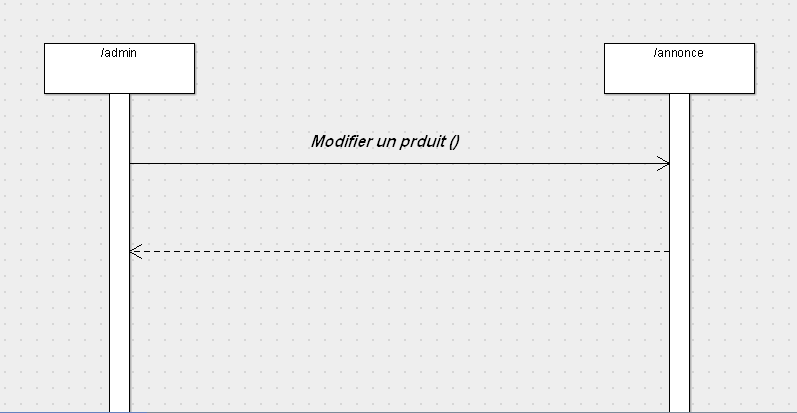 /admin
/annonce
Modifier un prduit ()